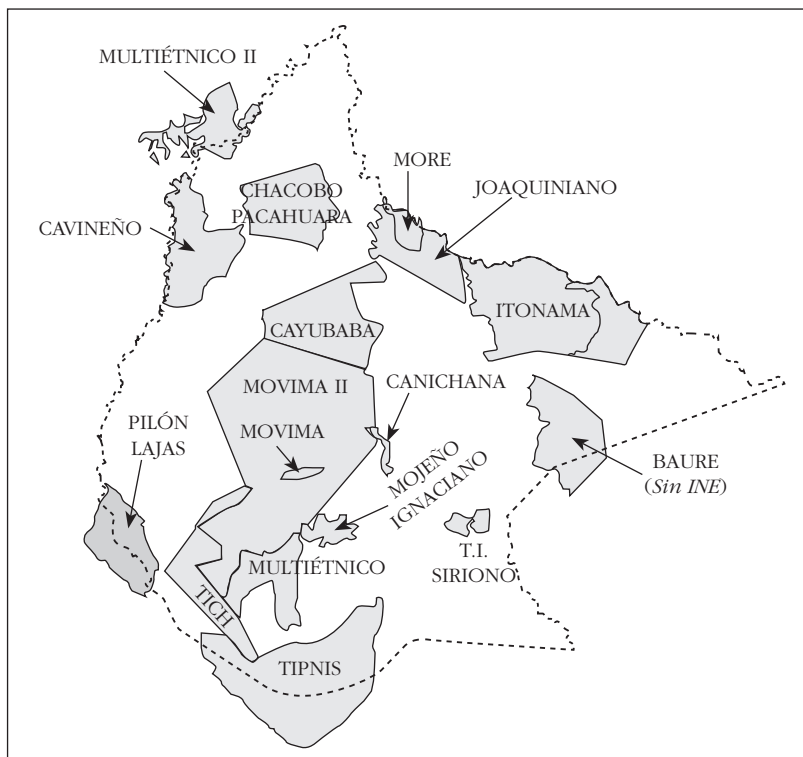 MULTIÉTNICO II
MORE
JOAQUINIANO
CHACOBO
PACAHUARA
CAVINEÑO
ITONAMA
CAYUBABA
MOVIMA II
CANICHANA
MOVIMA
PILÓN
LAJAS
MOJEÑO
IGNACIANO
BAURE
(Sin INE)
T.I.
SIRIONO
MULTIÉTNICO
TICH
TIPNIS